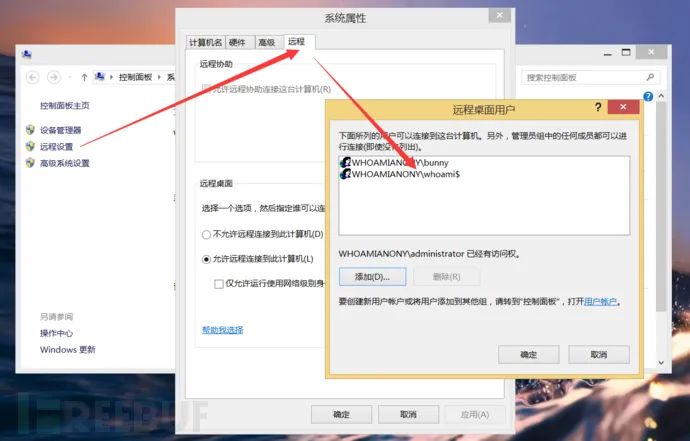 系统属性
计算机名
硬件
高级
远程
远程协助
允许远程协助连接这台计算机(R)
控制面板
搜索控制面板
控制面板主页
设备管理器
远程设置
高级系统设置
远程桌面
选择一个选项，然后指定谁可以连
不允许远程连接到此计算机(D)
允许远程连接到此计算机(L)
仅允许运行使用网络级别身
帮助我选择
确定
取消
应用(A)
另请参阅
操作中心
Windows 更新
远程桌面用户
下面所列的用户可以连接到这台计算机。另外，管理员组中的任何成员都可以进
行连接(即使没有列出)。
WHOAMIANONY\bunny
WHOAMIANONY\whoami$
WHOAMIANONY\administrator 已经有访问权。
添加(D)...
删除(R)
要创建新用户帐户或将用户添加到其他组，请转到"控制面板"，打开用户帐户。
确定
取消
REEBUF